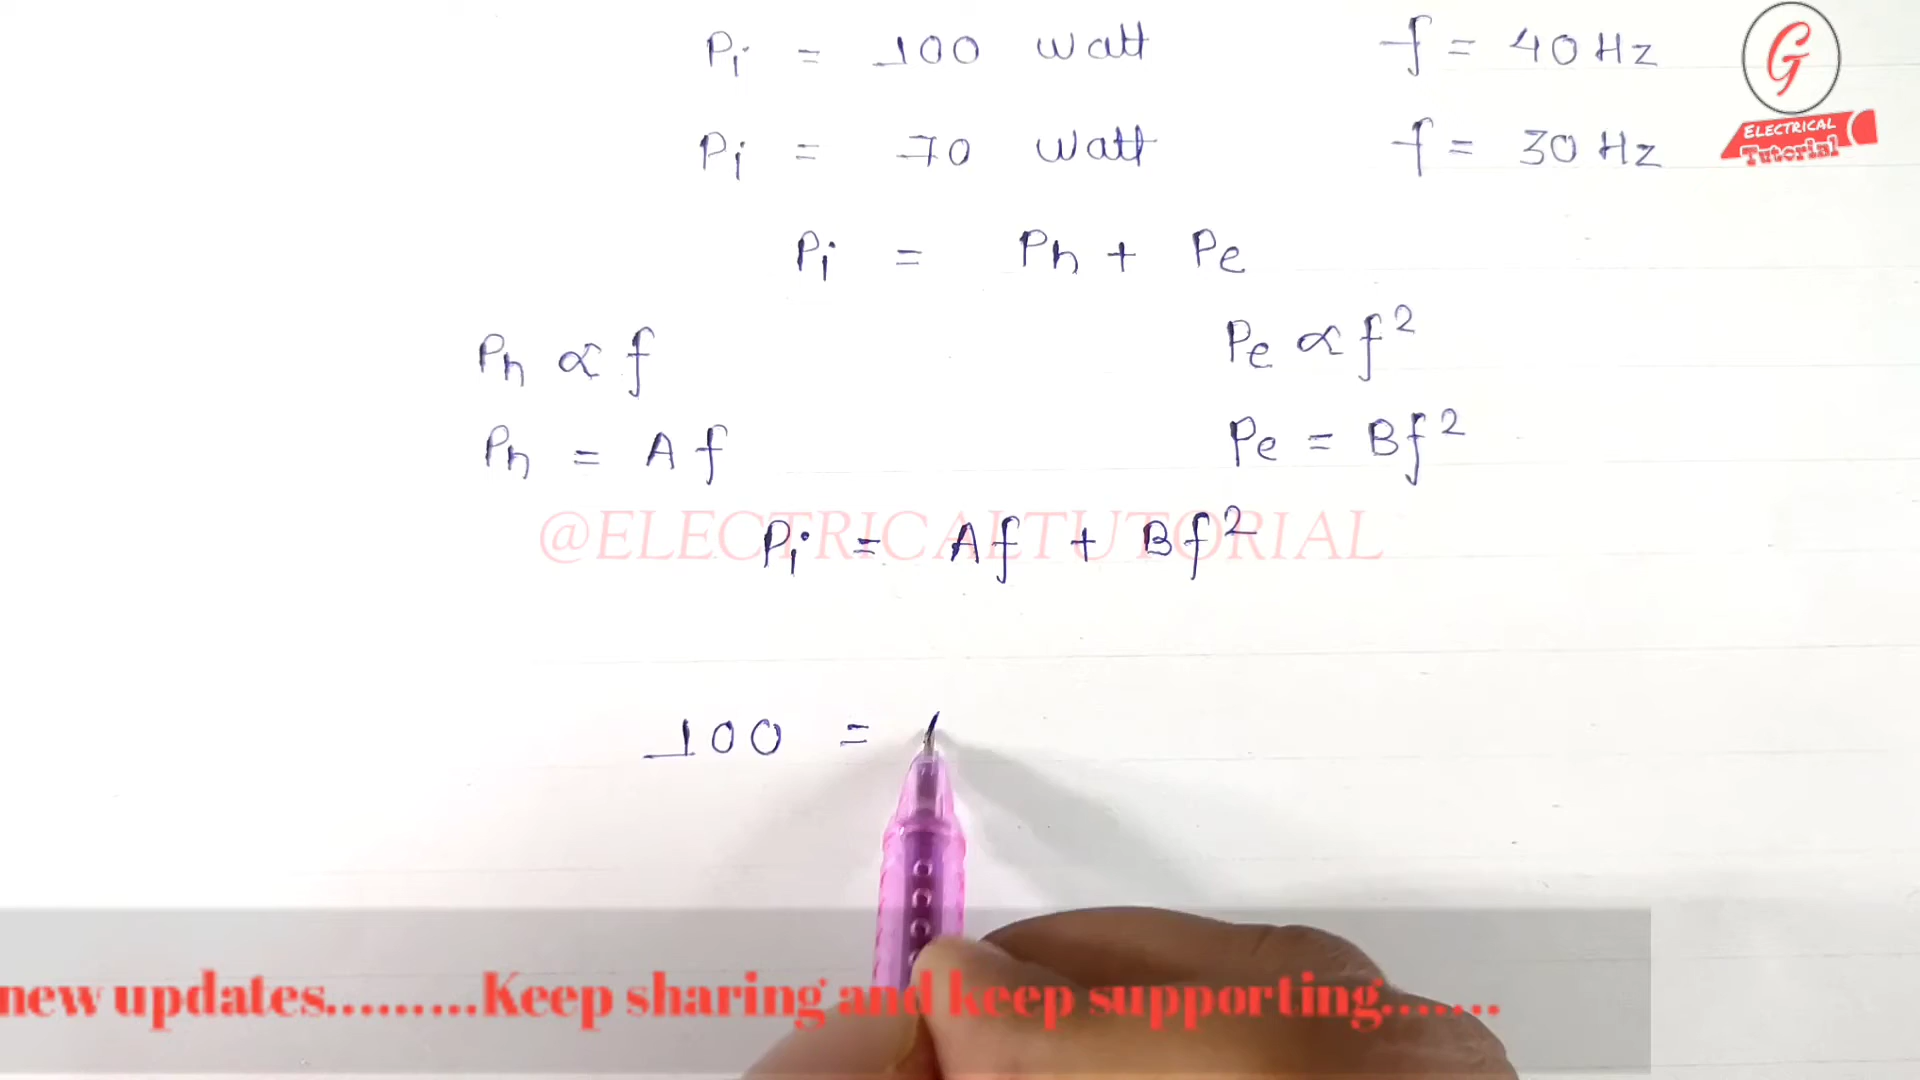 Pi = 100 watt f = 40 Hz
Pi = 70 watt f = 30 Hz
Pi = Ph + Pe
Ph ∝ f Pe ∝ f²
Ph = Af Pe = Bf²
Pi = Af + Bf²
@ELECTRICALTUTORIAL
100 =
new updates.........Keep sharing and keep supporting.......
G
ELECTRICAL
Tutorial